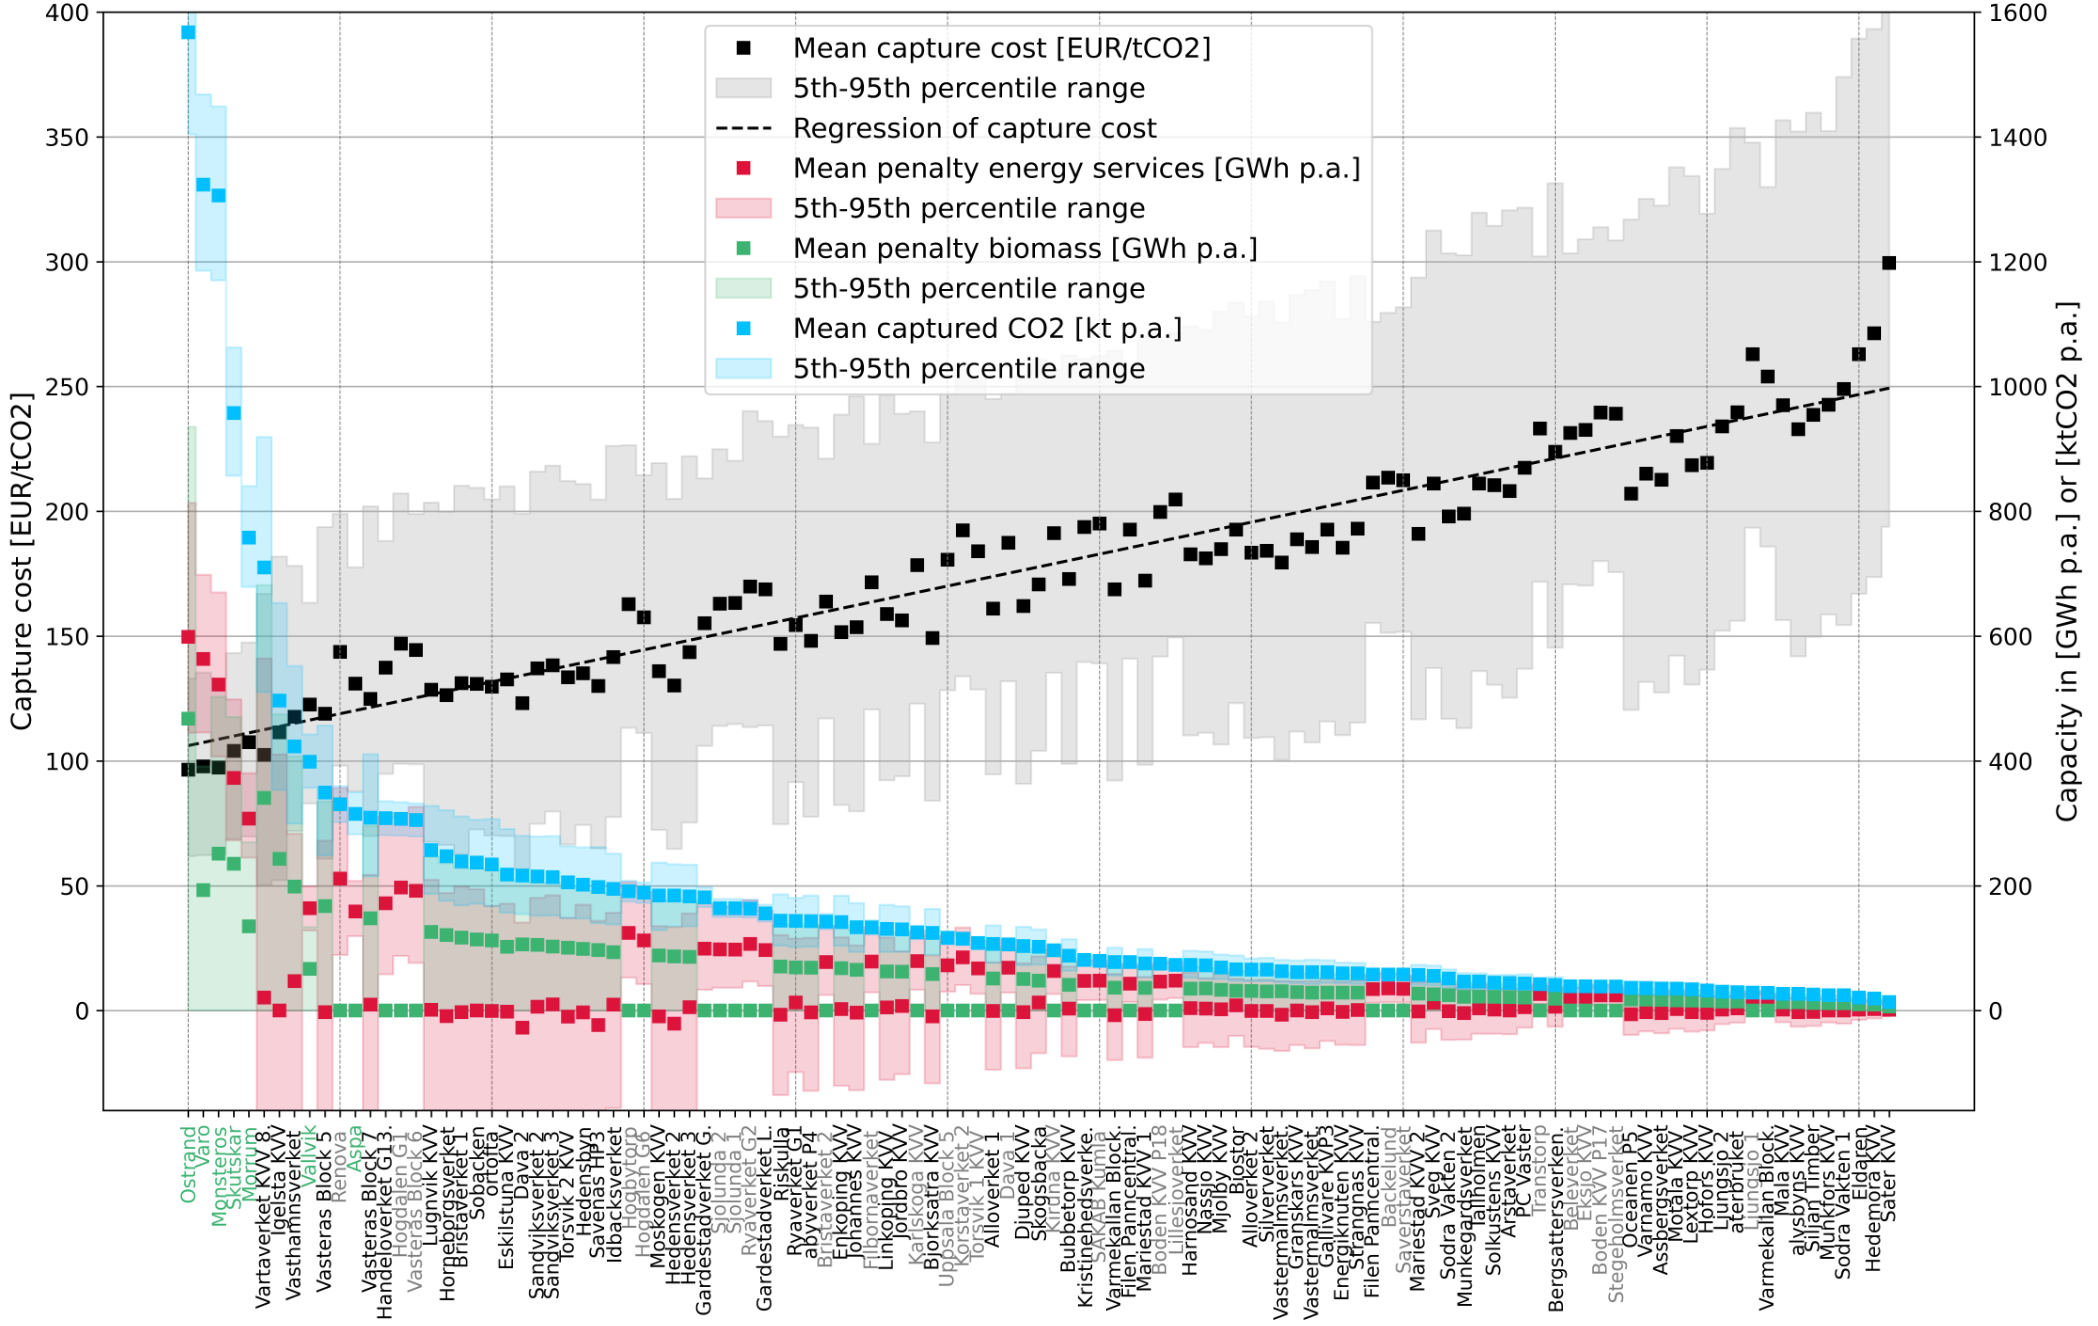 400
350
300
250
200
150
100
50
0
Capture cost [EUR/tCO2]
Mean capture cost [EUR/tCO2]
5th-95th percentile range
Regression of capture cost
Mean penalty energy services [GWh p.a.]
5th-95th percentile range
Mean penalty biomass [GWh p.a.]
5th-95th percentile range
Mean captured CO2 [kt p.a.]
5th-95th percentile range
1600
1400
1200
1000
800
600
400
200
0
Capacity in [GWh p.a.] or [ktCO2 p.a.]
Ostrand
Varo
Monsteros
Skutskar
Morrum
Vartaverket KVV 8.
Igelsta KVV
Vasthamnsverket
Vallvik
Vasteras Block 5
Renova
Aspa
Vasteras Block 7
Handeloverket G13.
Hogdalen G1
Vasteras Block 6
Lugnvik KVV
Horneborgsverket
Bristaverket 1
Sobacken
ortofta
Eskilstuna KVV
Dava 2
Sandviksverket 2
Sandviksverket 3
Torsvik 2 KVV
Hedensbyn
Savenas HP3
Idbacksverket
Hogbytorp
Hogdalen G6
Moskogen KVV
Hedensverket 2
Hedensverket 3
Gardestadverket G.
Sjolunda 2
Sjolunda 1
Ryaverket G2
Gardestadverket L.
Riskulla
Ryaverket G1
abyverket P4
Bristaverket 2
Enkoping KVV
Johannes KVV
Filbornaverket
Linkoping KVV
Jordbro KVV
Karlskoga KVV
Bjorksatra KVV
Uppsala Block 5
Korstaverket 2
Torsvik 1 KVV
Alloverket 1
Dava 1
Djuped KVV
Skogsbacka
Kiruna KVV
Bubbetorp KVV
Kristinehedsverke.
SAKAB Kumla
Varmekallan Block.
Filen Panncentral.
Mariestad KVV 1
Boden KVV P18
Lillesjoverket
Harnosand KVV
Nassjo KVV
Mjolby KVV
Bjostor
Alloverket 2
Silververket
Vastermalmsverket.
Granskars KVV
Vastermalmsverket.
Gallivare KVP3
Energiknuten KVV
Strangnas KVV
Filen Panncentral.
Backelund
Saverstaverket
Mariestad KVV 2
Sveg KVV
Sodra Vakten 2
Munkegardsverket
Tallholmen
Solkustens KVV
Arstaverket
PC Vaster
Transtorp
Bergsattersverken.
Beleverket
Eksjo KVV
Boden KVV P17
Stegeholmsverket
Oceanen P5
Varnamo KVV
Assbergsverket
Motala KVV
Lextorp KVV
Hofors KVV
Ljungsjo 2
aterbruket
Ljungsjo 1
Varmekallan Block.
Mala KVV
alvsbyns KVV
Siljan Timber
Munkfors KVV
Sodra Vakten 1
Eldaren
Hedemora KVV
Sater KVV